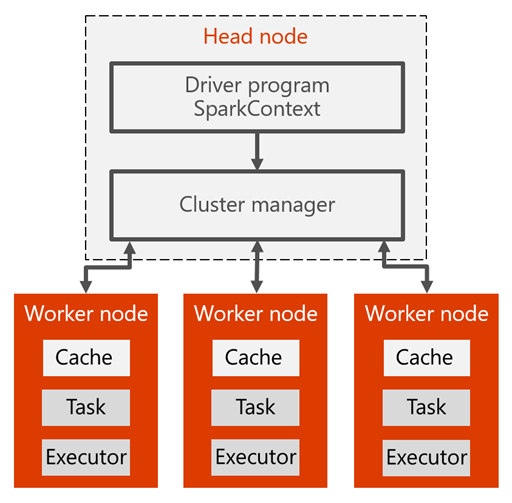 Head node
Driver program
SparkContext
Cluster manager
Worker node
Cache
Task
Executor
Worker node
Cache
Task
Executor
Worker node
Cache
Task
Executor